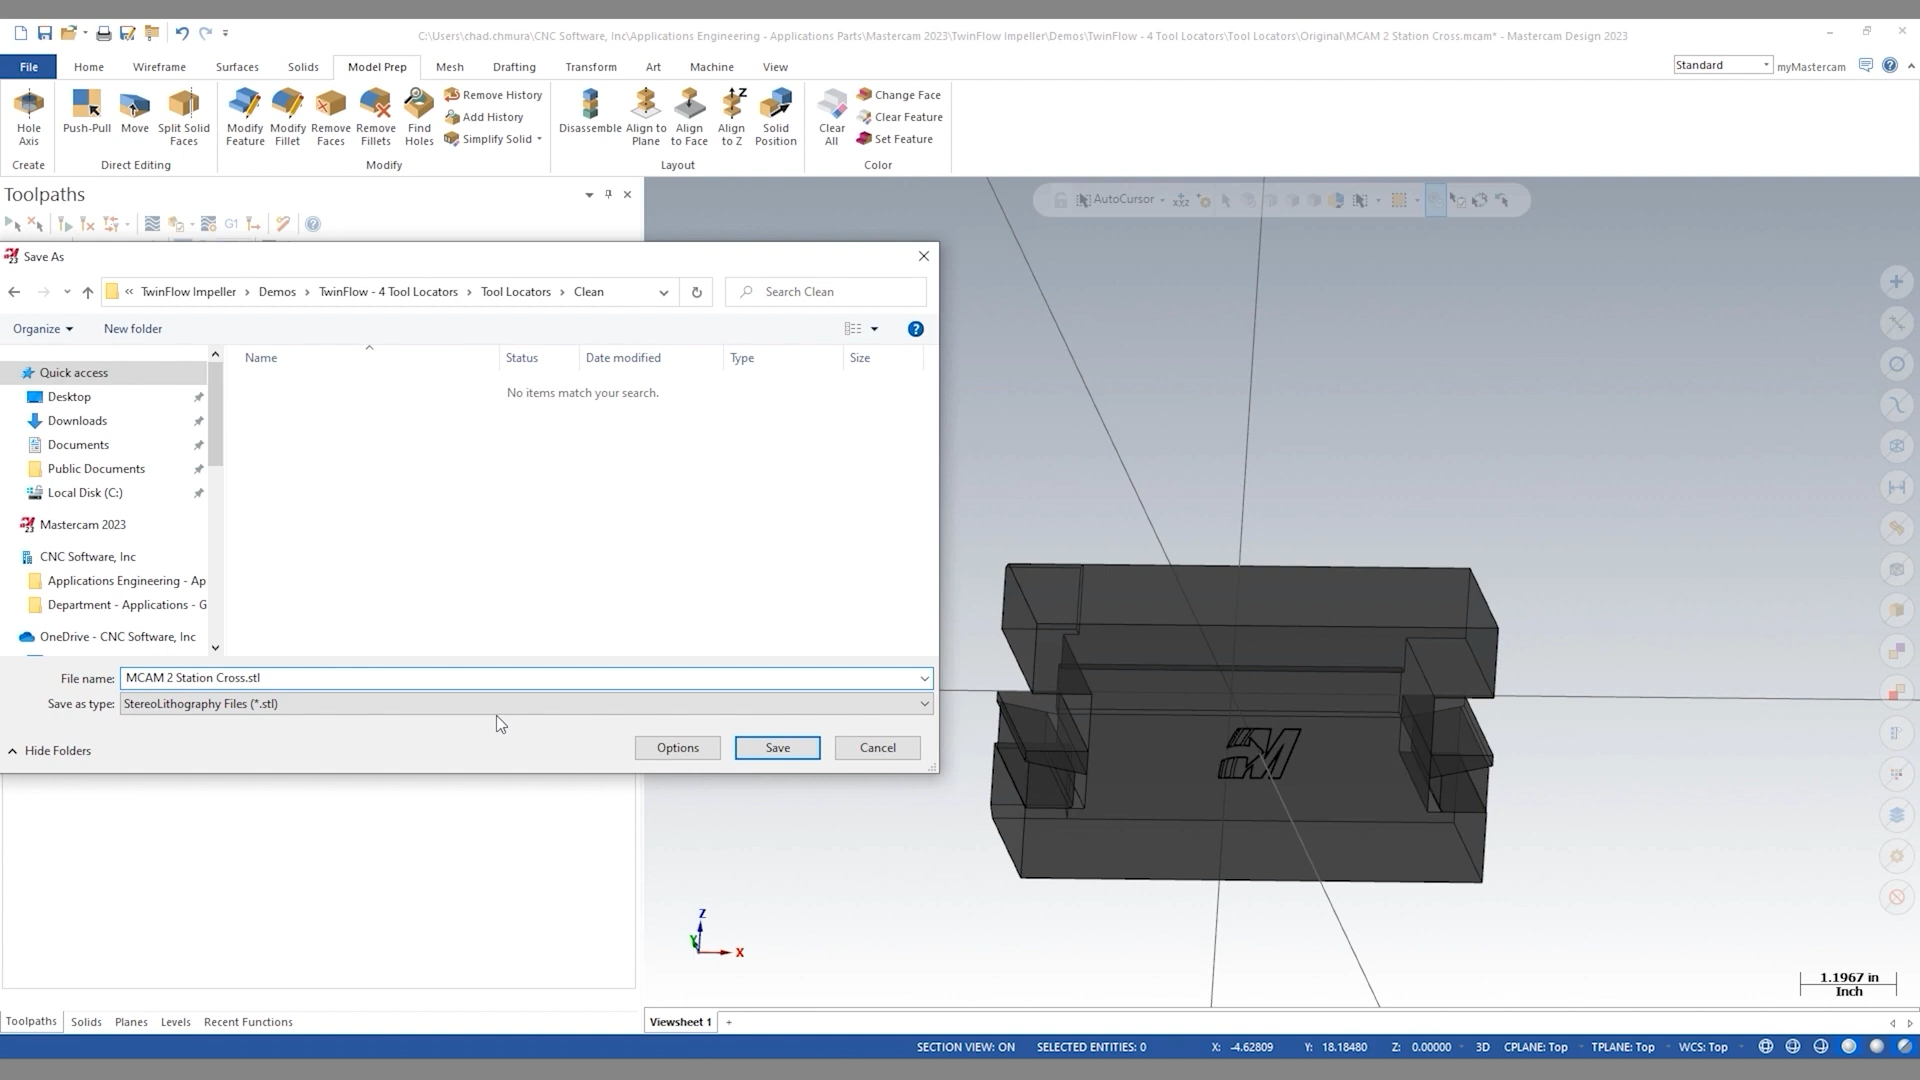 C:\Users\chad.chmura\CNC Software, Inc\Applications Engineering - Applications Parts\Mastercam 2023\TwinFlow Impeller\Demos\TwinFlow - 4 Tool Locators\Tool Locators\Original\MCAM 2 Station Cross.mcam* - Mastercam Design 2023
File Home Wireframe Surfaces Solids Model Prep Mesh Drafting Transform Art Machine View Standard myMastercam
Hole Axis
Push-Pull
Move
Split Solid Faces
Modify Feature
Modify Fillet
Remove Faces
Remove Fillets
Find Holes
Remove History
Add History
Simplify Solid
Disassemble
Align to Plane
Align to Face
Align to Z
Solid Position
Clear All
Change Face
Clear Feature
Set Feature
Create Direct Editing Modify Layout Color
Toolpaths
G1
AutoCursor
23 Save As
« TwinFlow Impeller › Demos › TwinFlow - 4 Tool Locators › Tool Locators › Clean
Search Clean
Organize New folder
Name Status Date modified Type Size
No items match your search.
Quick access
Desktop
Downloads
Documents
Public Documents
Local Disk (C:)
Mastercam 2023
CNC Software, Inc
Applications Engineering - Ap
Department - Applications - G
OneDrive - CNC Software, Inc
File name: MCAM 2 Station Cross.stl
Save as type: StereoLithography Files (*.stl)
Hide Folders Options Save Cancel
Z
Y
X
1.1967 in
Inch
Toolpaths Solids Planes Levels Recent Functions
Viewsheet 1 +
SECTION VIEW: ON SELECTED ENTITIES: 0 X: -4.62809 Y: 18.18480 Z: 0.00000 3D CPLANE: Top TPLANE: Top WCS: Top